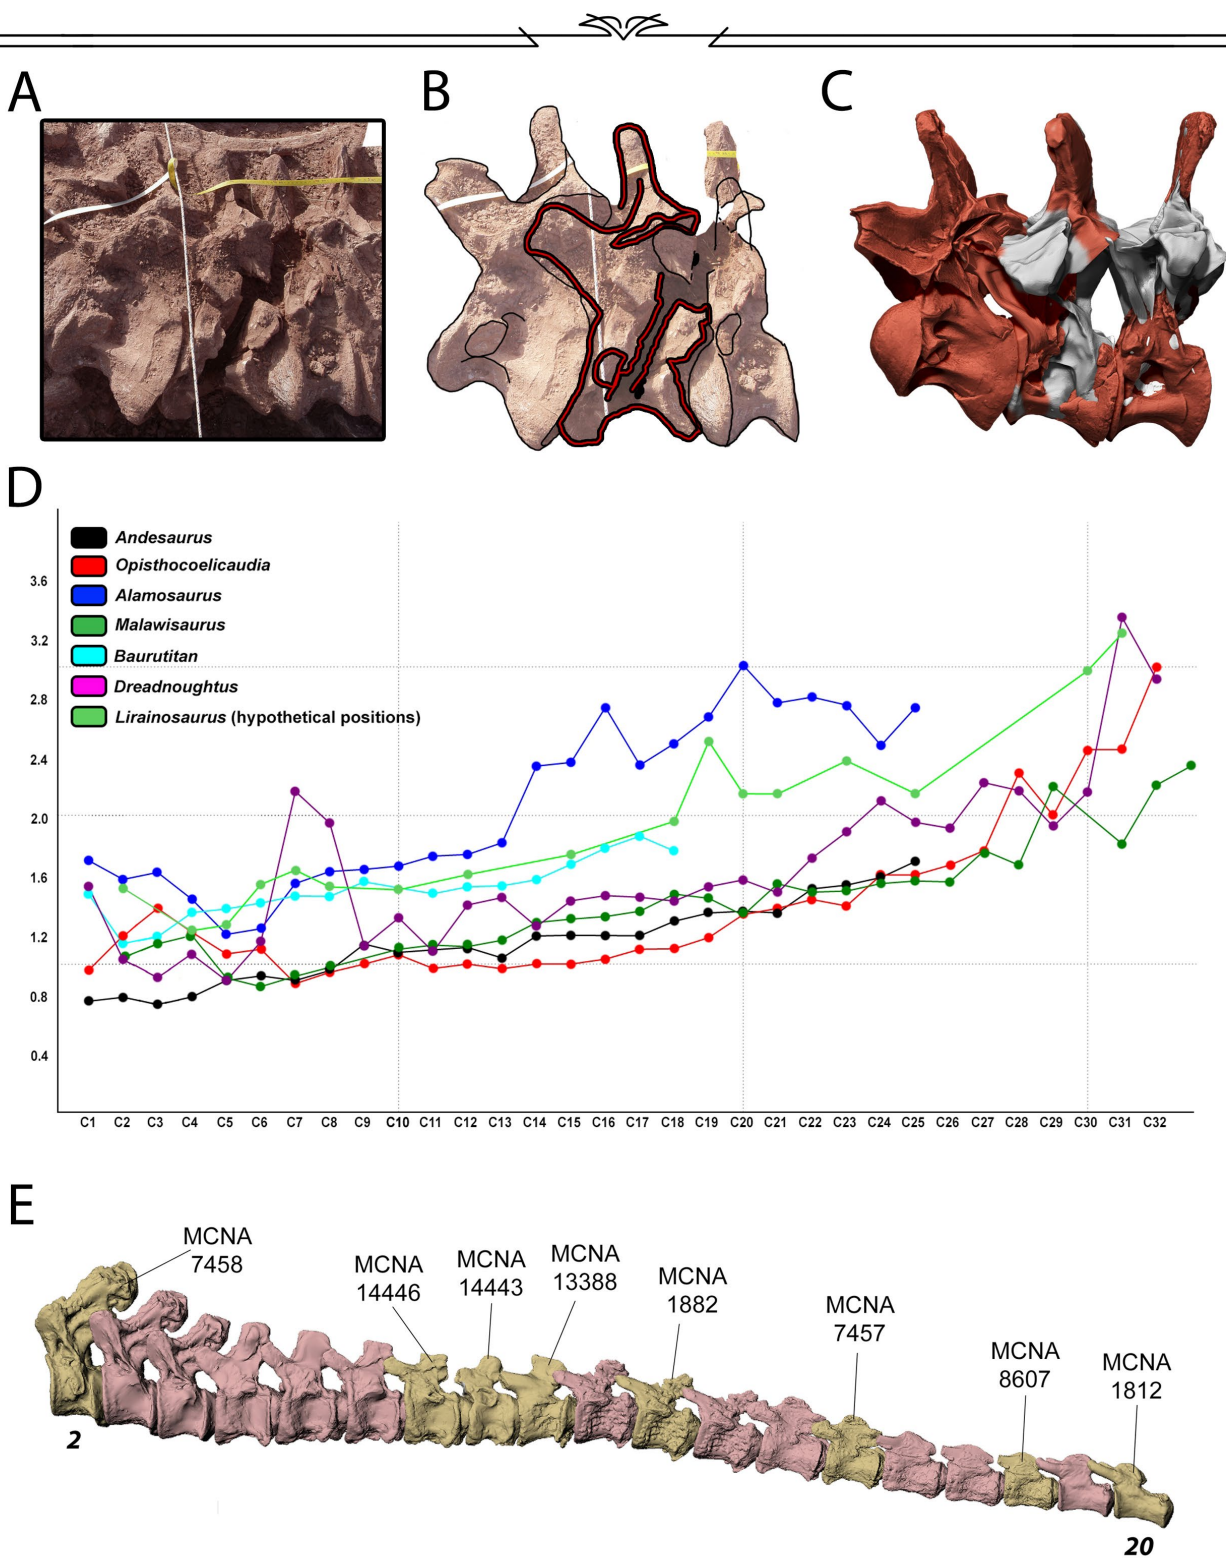 A
B
C
D
Andesaurus
Opisthocoelicaudia
Alamosaurus
Malawisaurus
Baurutitan
Dreadnoughtus
Lirainosaurus (hypothetical positions)
3.6
3.2
2.8
2.4
2.0
1.6
1.2
0.8
0.4
C1 C2 C3 C4 C5 C6 C7 C8 C9 C10 C11 C12 C13 C14 C15 C16 C17 C18 C19 C20 C21 C22 C23 C24 C25 C26 C27 C28 C29 C30 C31 C32
E
MCNA
7458
MCNA
14446
MCNA
14443
MCNA
13388
MCNA
1882
MCNA
7457
MCNA
8607
MCNA
1812
2
20